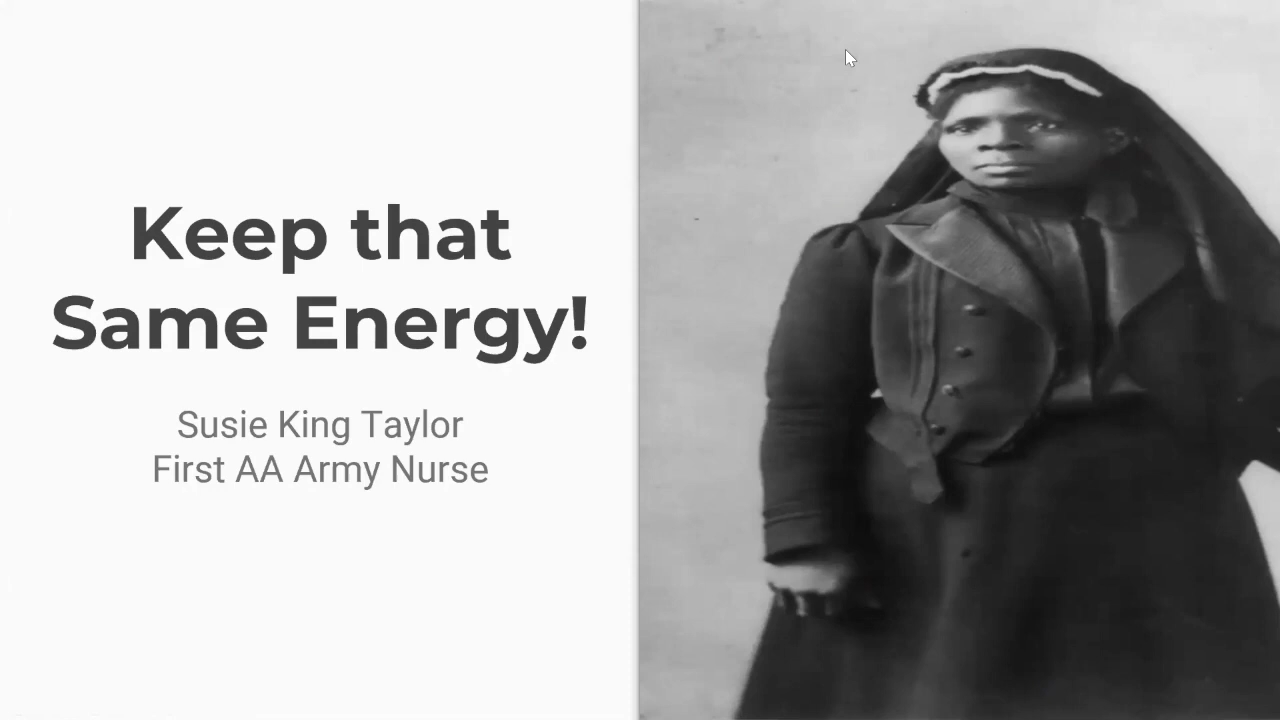 Keep that
Same Energy!
Susie King Taylor
First AA Army Nurse